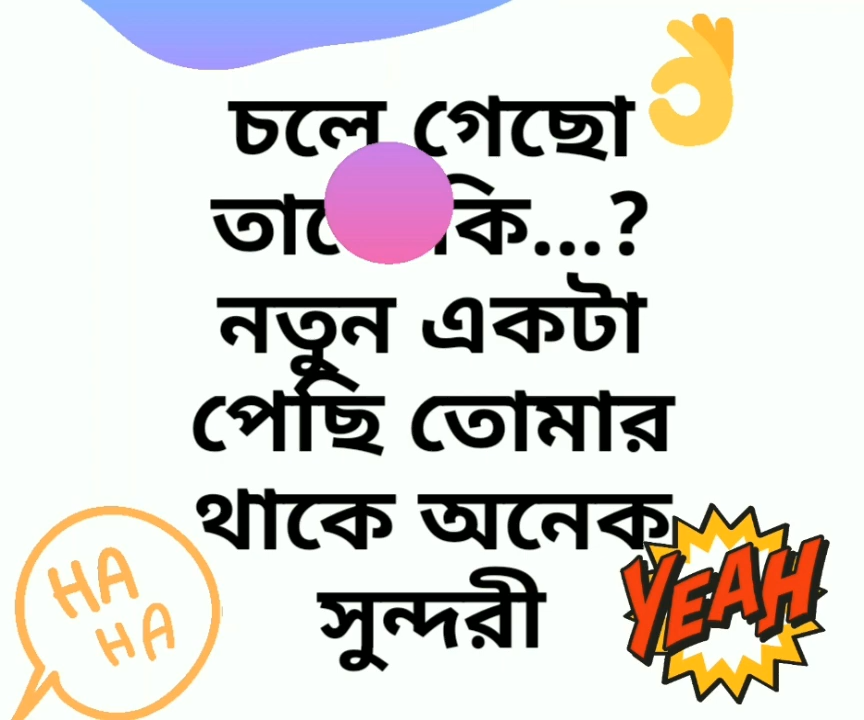 চলে গেছো
কি...?
নতুন একটা
পেছি তোমার
থাকে অনেক
সুন্দরী
HA
HA
YEAH